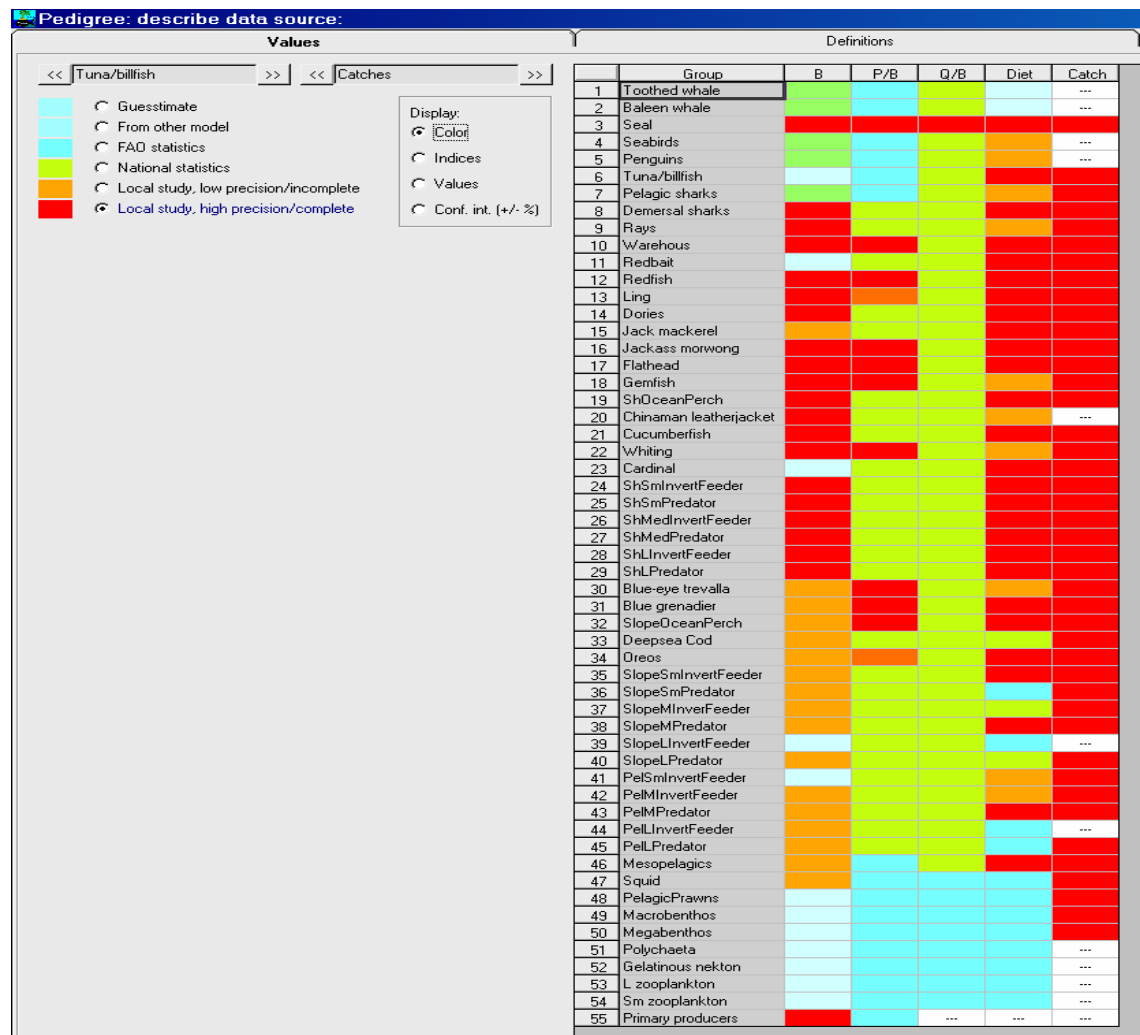 Pedigree: describe data source:
Values
Definitions
<< Tuna/billfish >> << Catches >>
Guesstimate
From other model
FAO statistics
National statistics
Local study, low precision/incomplete
Local study, high precision/complete
Display:
Color
Indices
Values
Conf. int. (+/- %)
Group B P/B Q/B Diet Catch
1 Toothed whale ---
2 Baleen whale ---
3 Seal
4 Seabirds ---
5 Penguins ---
6 Tuna/billfish
7 Pelagic sharks
8 Demersal sharks
9 Rays
10 Warehous
11 Redbait
12 Redfish
13 Ling
14 Dories
15 Jack mackerel
16 Jackass morwong
17 Flathead
18 Gemfish
19 ShOceanPerch
20 Chinaman leatherjacket ---
21 Cucumberfish
22 Whiting
23 Cardinal
24 ShSmInvertFeeder
25 ShSmPredator
26 ShMedInvertFeeder
27 ShMedPredator
28 ShLInvertFeeder
29 ShLPredator
30 Blue-eye trevalla
31 Blue grenadier
32 SlopeOceanPerch
33 Deepsea Cod
34 Oreos
35 SlopeSmInvertFeeder
36 SlopeSmPredator
37 SlopeMInverFeeder
38 SlopeMPredator
39 SlopeLInvertFeeder ---
40 SlopeLPredator
41 PelSmInvertFeeder
42 PelMInvertFeeder
43 PelMPredator
44 PelLInvertFeeder ---
45 PelLPredator
46 Mesopelagics
47 Squid
48 PelagicPrawns
49 Macrobenthos
50 Megabenthos
51 Polychaeta ---
52 Gelatinous nekton ---
53 L zooplankton ---
54 Sm zooplankton ---
55 Primary producers --- --- ---